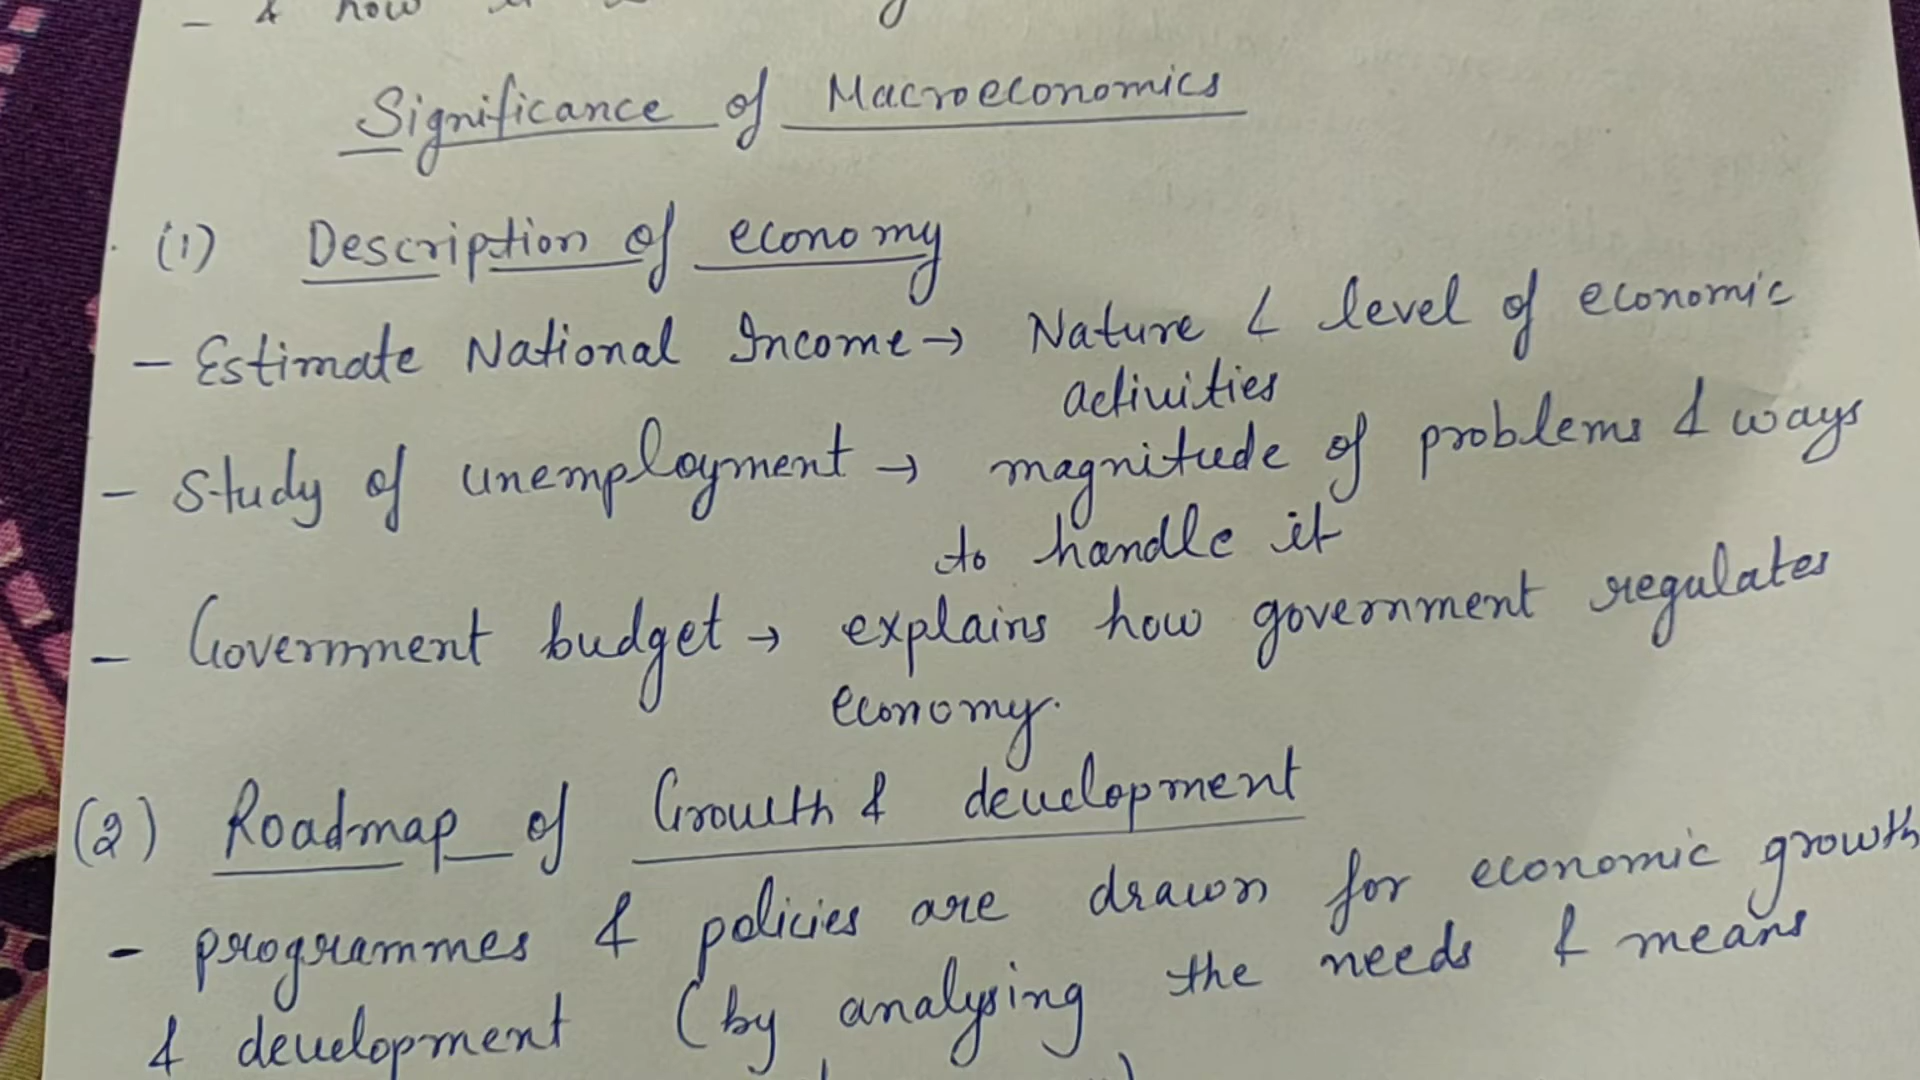 - & how
Significance of Macroeconomics
(1) Description of economy
- Estimate National Income → Nature & level of economic
activities
- Study of unemployment → magnitude of problems & ways
to handle it
- Government budget → explains how government regulates
economy.
(2) Roadmap of Growth & development
- programmes & policies are drawn for economic growth
& development (by analysing the needs & means